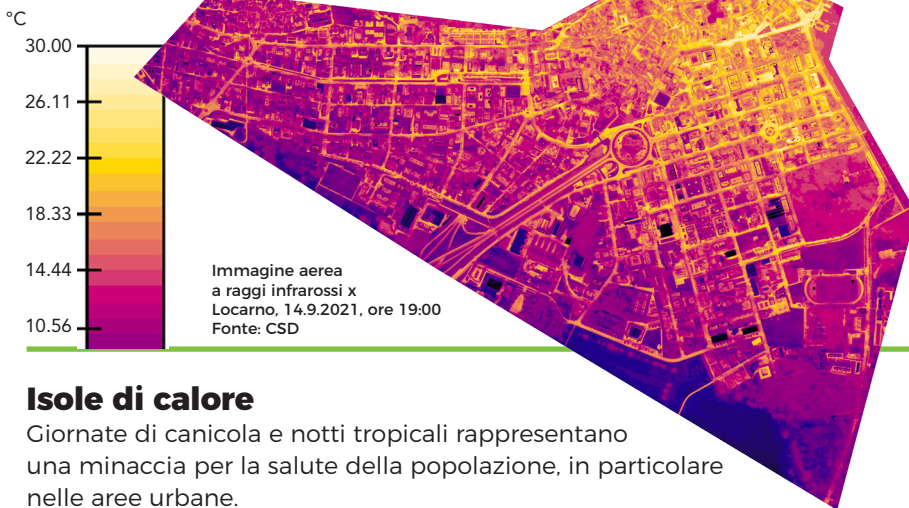 °C
30.00
26.11
22.22
18.33
14.44
10.56
Immagine aerea
a raggi infrarossi x
Locarno, 14.9.2021, ore 19:00
Fonte: CSD
Isole di calore
Giornate di canicola e notti tropicali rappresentano
una minaccia per la salute della popolazione, in particolare
nelle aree urbane.